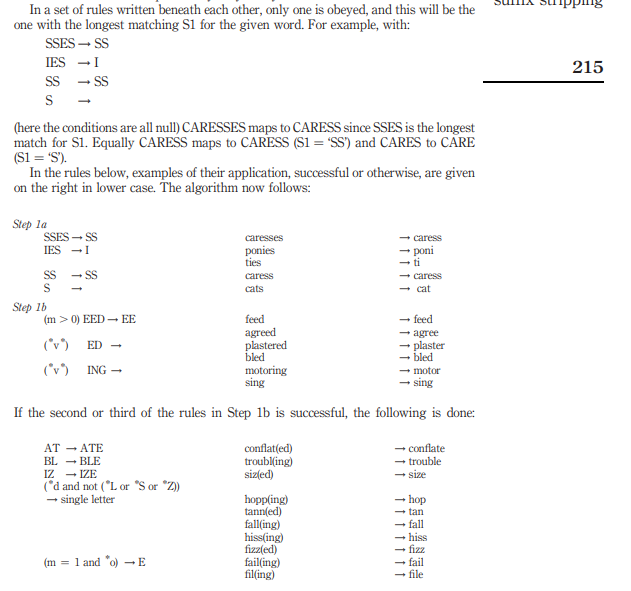 In a set of rules written beneath each other, only one is obeyed, and this will be the
suffix stripping
one with the longest matching S1 for the given word. For example, with:
SSES → SS
IES → I
SS → SS
S →
215
(here the conditions are all null) CARESSES maps to CARESS since SSES is the longest
match for S1. Equally CARESS maps to CARESS (S1 = ‘SS’) and CARES to CARE
(S1 = ‘S’).
In the rules below, examples of their application, successful or otherwise, are given
on the right in lower case. The algorithm now follows:
Step 1a
SSES → SS caresses → caress
IES → I ponies → poni
ties → ti
SS → SS caress → caress
S → cats → cat
Step 1b
(m > 0) EED → EE feed → feed
agreed → agree
(*v*) ED → plastered → plaster
bled → bled
(*v*) ING → motoring → motor
sing → sing
If the second or third of the rules in Step 1b is successful, the following is done:
AT → ATE conflat(ed) → conflate
BL → BLE troubl(ing) → trouble
IZ → IZE siz(ed) → size
(*d and not (*L or *S or *Z))
→ single letter hopp(ing) → hop
tann(ed) → tan
fall(ing) → fall
hiss(ing) → hiss
fizz(ed) → fizz
(m = 1 and *o) → E fail(ing) → fail
fil(ing) → file